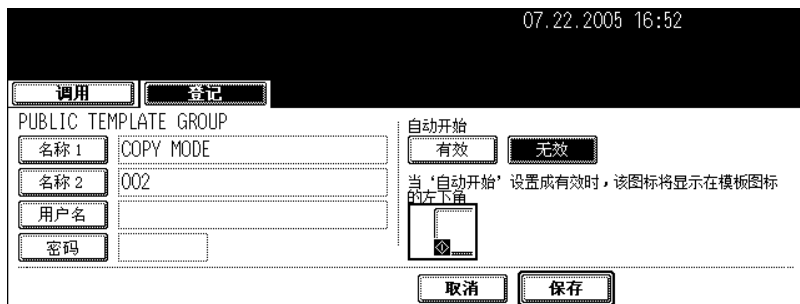 07.22.2005 16:52
调用 登记
PUBLIC TEMPLATE GROUP
名称 1 COPY MODE
名称 2 002
用户名
密码
自动开始
有效 无效
当‘自动开始’设置成有效时，该图标将显示在模板图标
的左下角
取消 保存